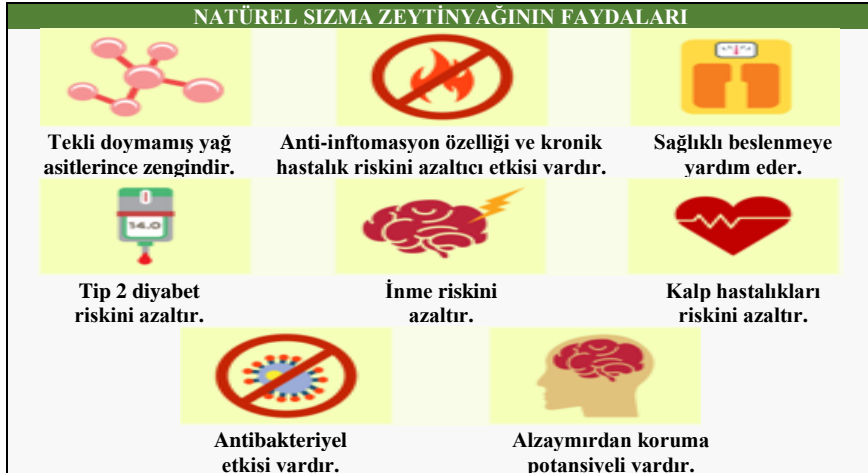 NATÜREL SIZMA ZEYTİNYAĞININ FAYDALARI
Tekli doymamış yağ
asitlerince zengindir.
Anti-inftomasyon özelliği ve kronik
hastalık riskini azaltıcı etkisi vardır.
Sağlıklı beslenmeye
yardım eder.
14.0
Tip 2 diyabet
riskini azaltır.
İnme riskini
azaltır.
Kalp hastalıkları
riskini azaltır.
Antibakteriyel
etkisi vardır.
Alzaymırdan koruma
potansiyeli vardır.